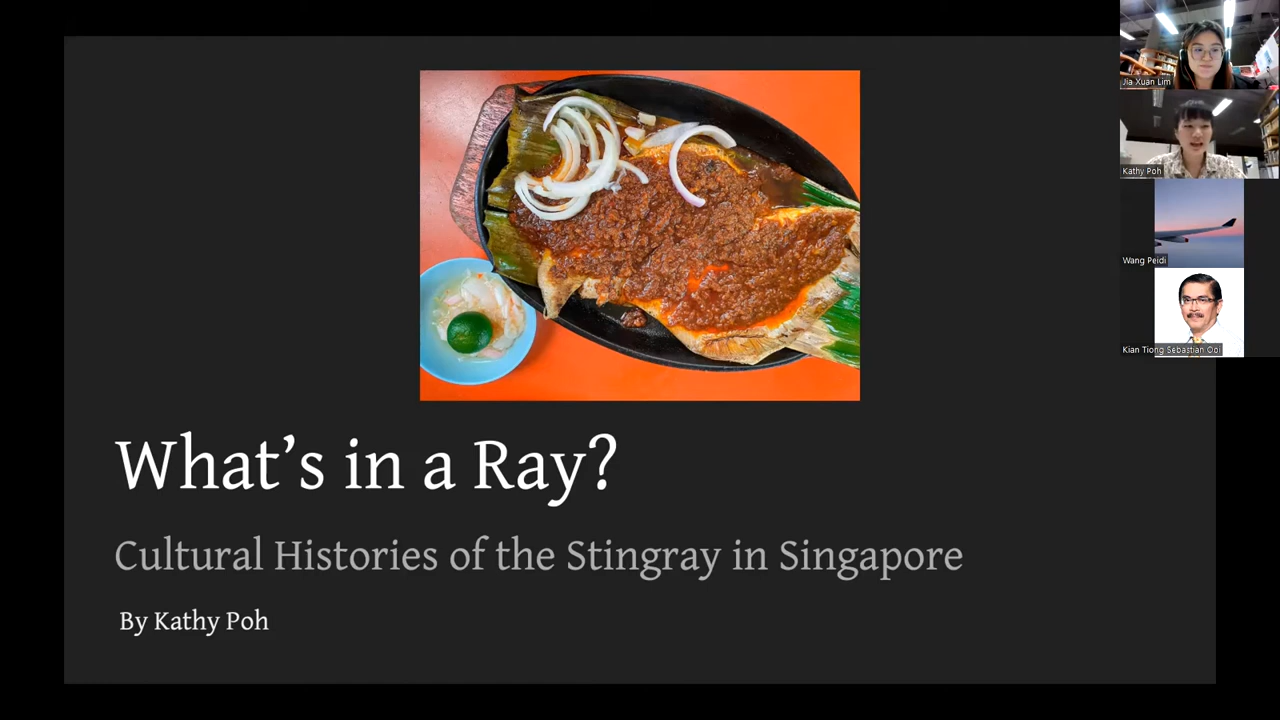 What's in a Ray?
Cultural Histories of the Stingray in Singapore
By Kathy Poh
Jia Xuan Lim
Kathy Poh
Wang Peidi
Kian Tiong Sebastian Ooi